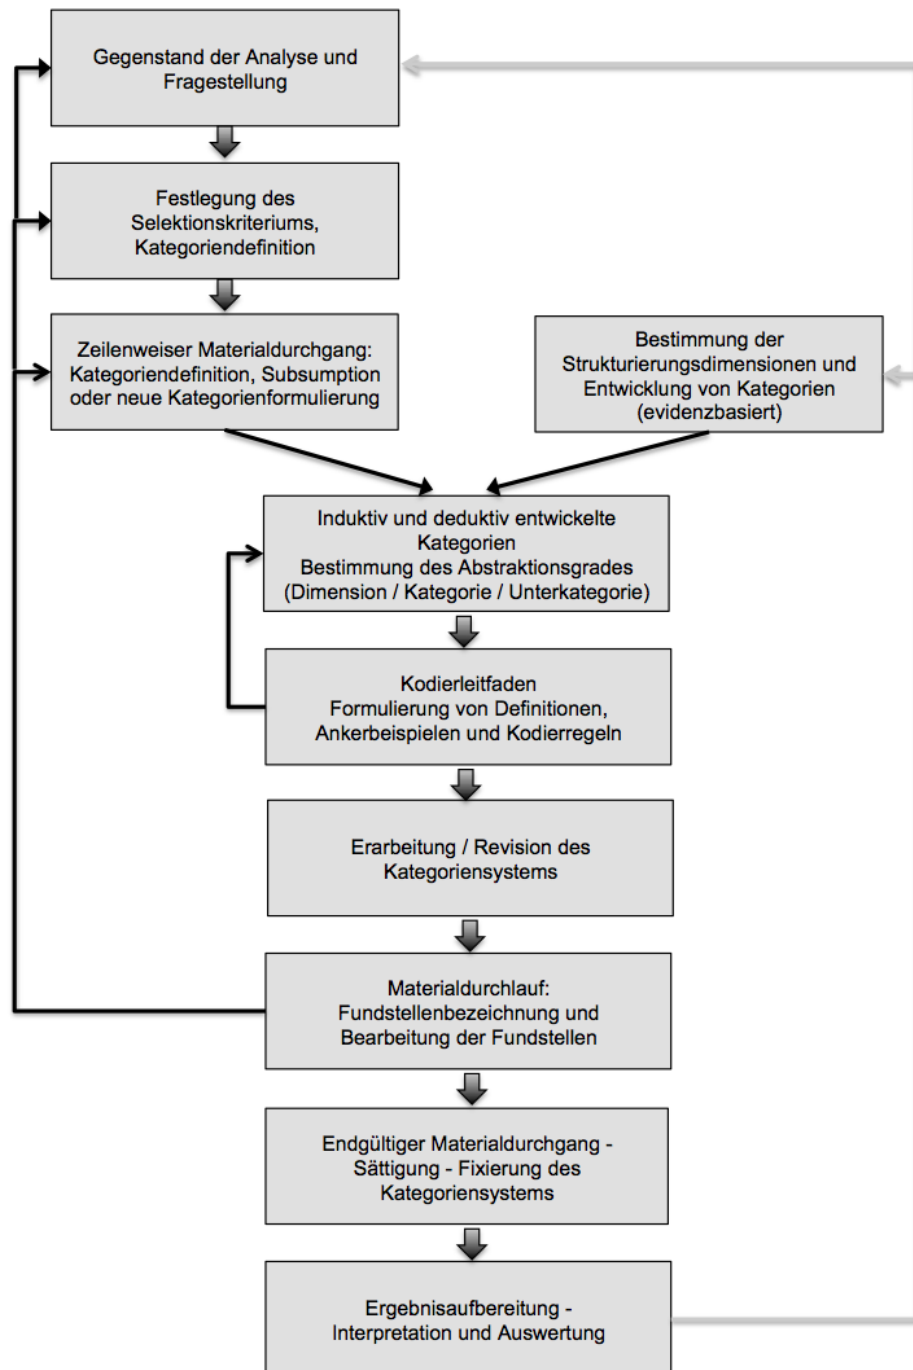 Gegenstand der Analyse und
Fragestellung
Festlegung des
Selektionskriteriums,
Kategoriendefinition
Zeilenweiser Materialdurchgang:
Kategoriendefinition, Subsumption
oder neue Kategorienformulierung
Bestimmung der
Strukturierungsdimensionen und
Entwicklung von Kategorien
(evidenzbasiert)
Induktiv und deduktiv entwickelte
Kategorien
Bestimmung des Abstraktionsgrades
(Dimension / Kategorie / Unterkategorie)
Kodierleitfaden
Formulierung von Definitionen,
Ankerbeispielen und Kodierregeln
Erarbeitung / Revision des
Kategoriensystems
Materialdurchlauf:
Fundstellenbezeichnung und
Bearbeitung der Fundstellen
Endgültiger Materialdurchgang -
Sättigung - Fixierung des
Kategoriensystems
Ergebnisaufbereitung -
Interpretation und Auswertung